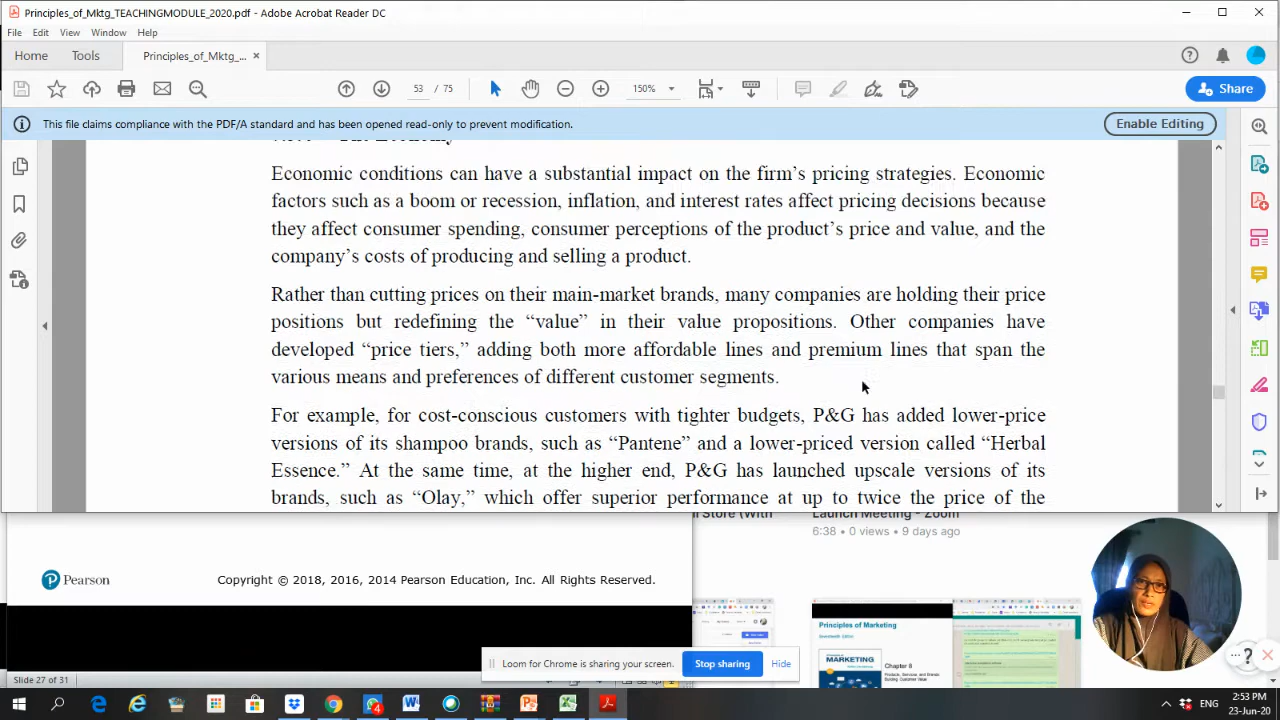 Principles_of_Mktg_TEACHINGMODULE_2020.pdf - Adobe Acrobat Reader DC
File Edit View Window Help
Home Tools Principles_of_Mktg_... ×
53 / 75 150% Share
This file claims compliance with the PDF/A standard and has been opened read-only to prevent modification. Enable Editing
Economic conditions can have a substantial impact on the firm’s pricing strategies. Economic
factors such as a boom or recession, inflation, and interest rates affect pricing decisions because
they affect consumer spending, consumer perceptions of the product’s price and value, and the
company’s costs of producing and selling a product.
Rather than cutting prices on their main-market brands, many companies are holding their price
positions but redefining the “value” in their value propositions. Other companies have
developed “price tiers,” adding both more affordable lines and premium lines that span the
various means and preferences of different customer segments.
For example, for cost-conscious customers with tighter budgets, P&G has added lower-price
versions of its shampoo brands, such as “Pantene” and a lower-priced version called “Herbal
Essence.” At the same time, at the higher end, P&G has launched upscale versions of its
brands, such as “Olay,” which offer superior performance at up to twice the price of the
Launch Meeting - Zoom
6:38 • 0 views • 9 days ago
Pearson
Copyright © 2018, 2016, 2014 Pearson Education, Inc. All Rights Reserved.
Principles of Marketing
MARKETING
Chapter 8
Products, Services, and Brands:
Building Customer Value
Loom for Chrome is sharing your screen. Stop sharing Hide
Slide 27 of 31
ENG
2:53 PM
23-Jun-20